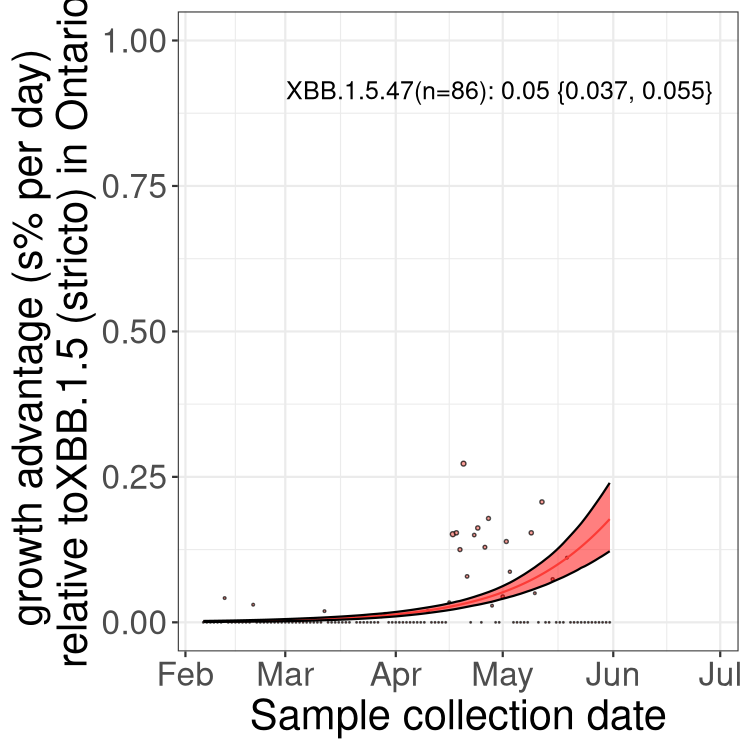 growth advantage (s% per day)
relative toXBB.1.5 (stricto) in Ontario
1.00
0.75
0.50
0.25
0.00
XBB.1.5.47(n=86): 0.05 {0.037, 0.055}
Feb Mar Apr May Jun Jul
Sample collection date